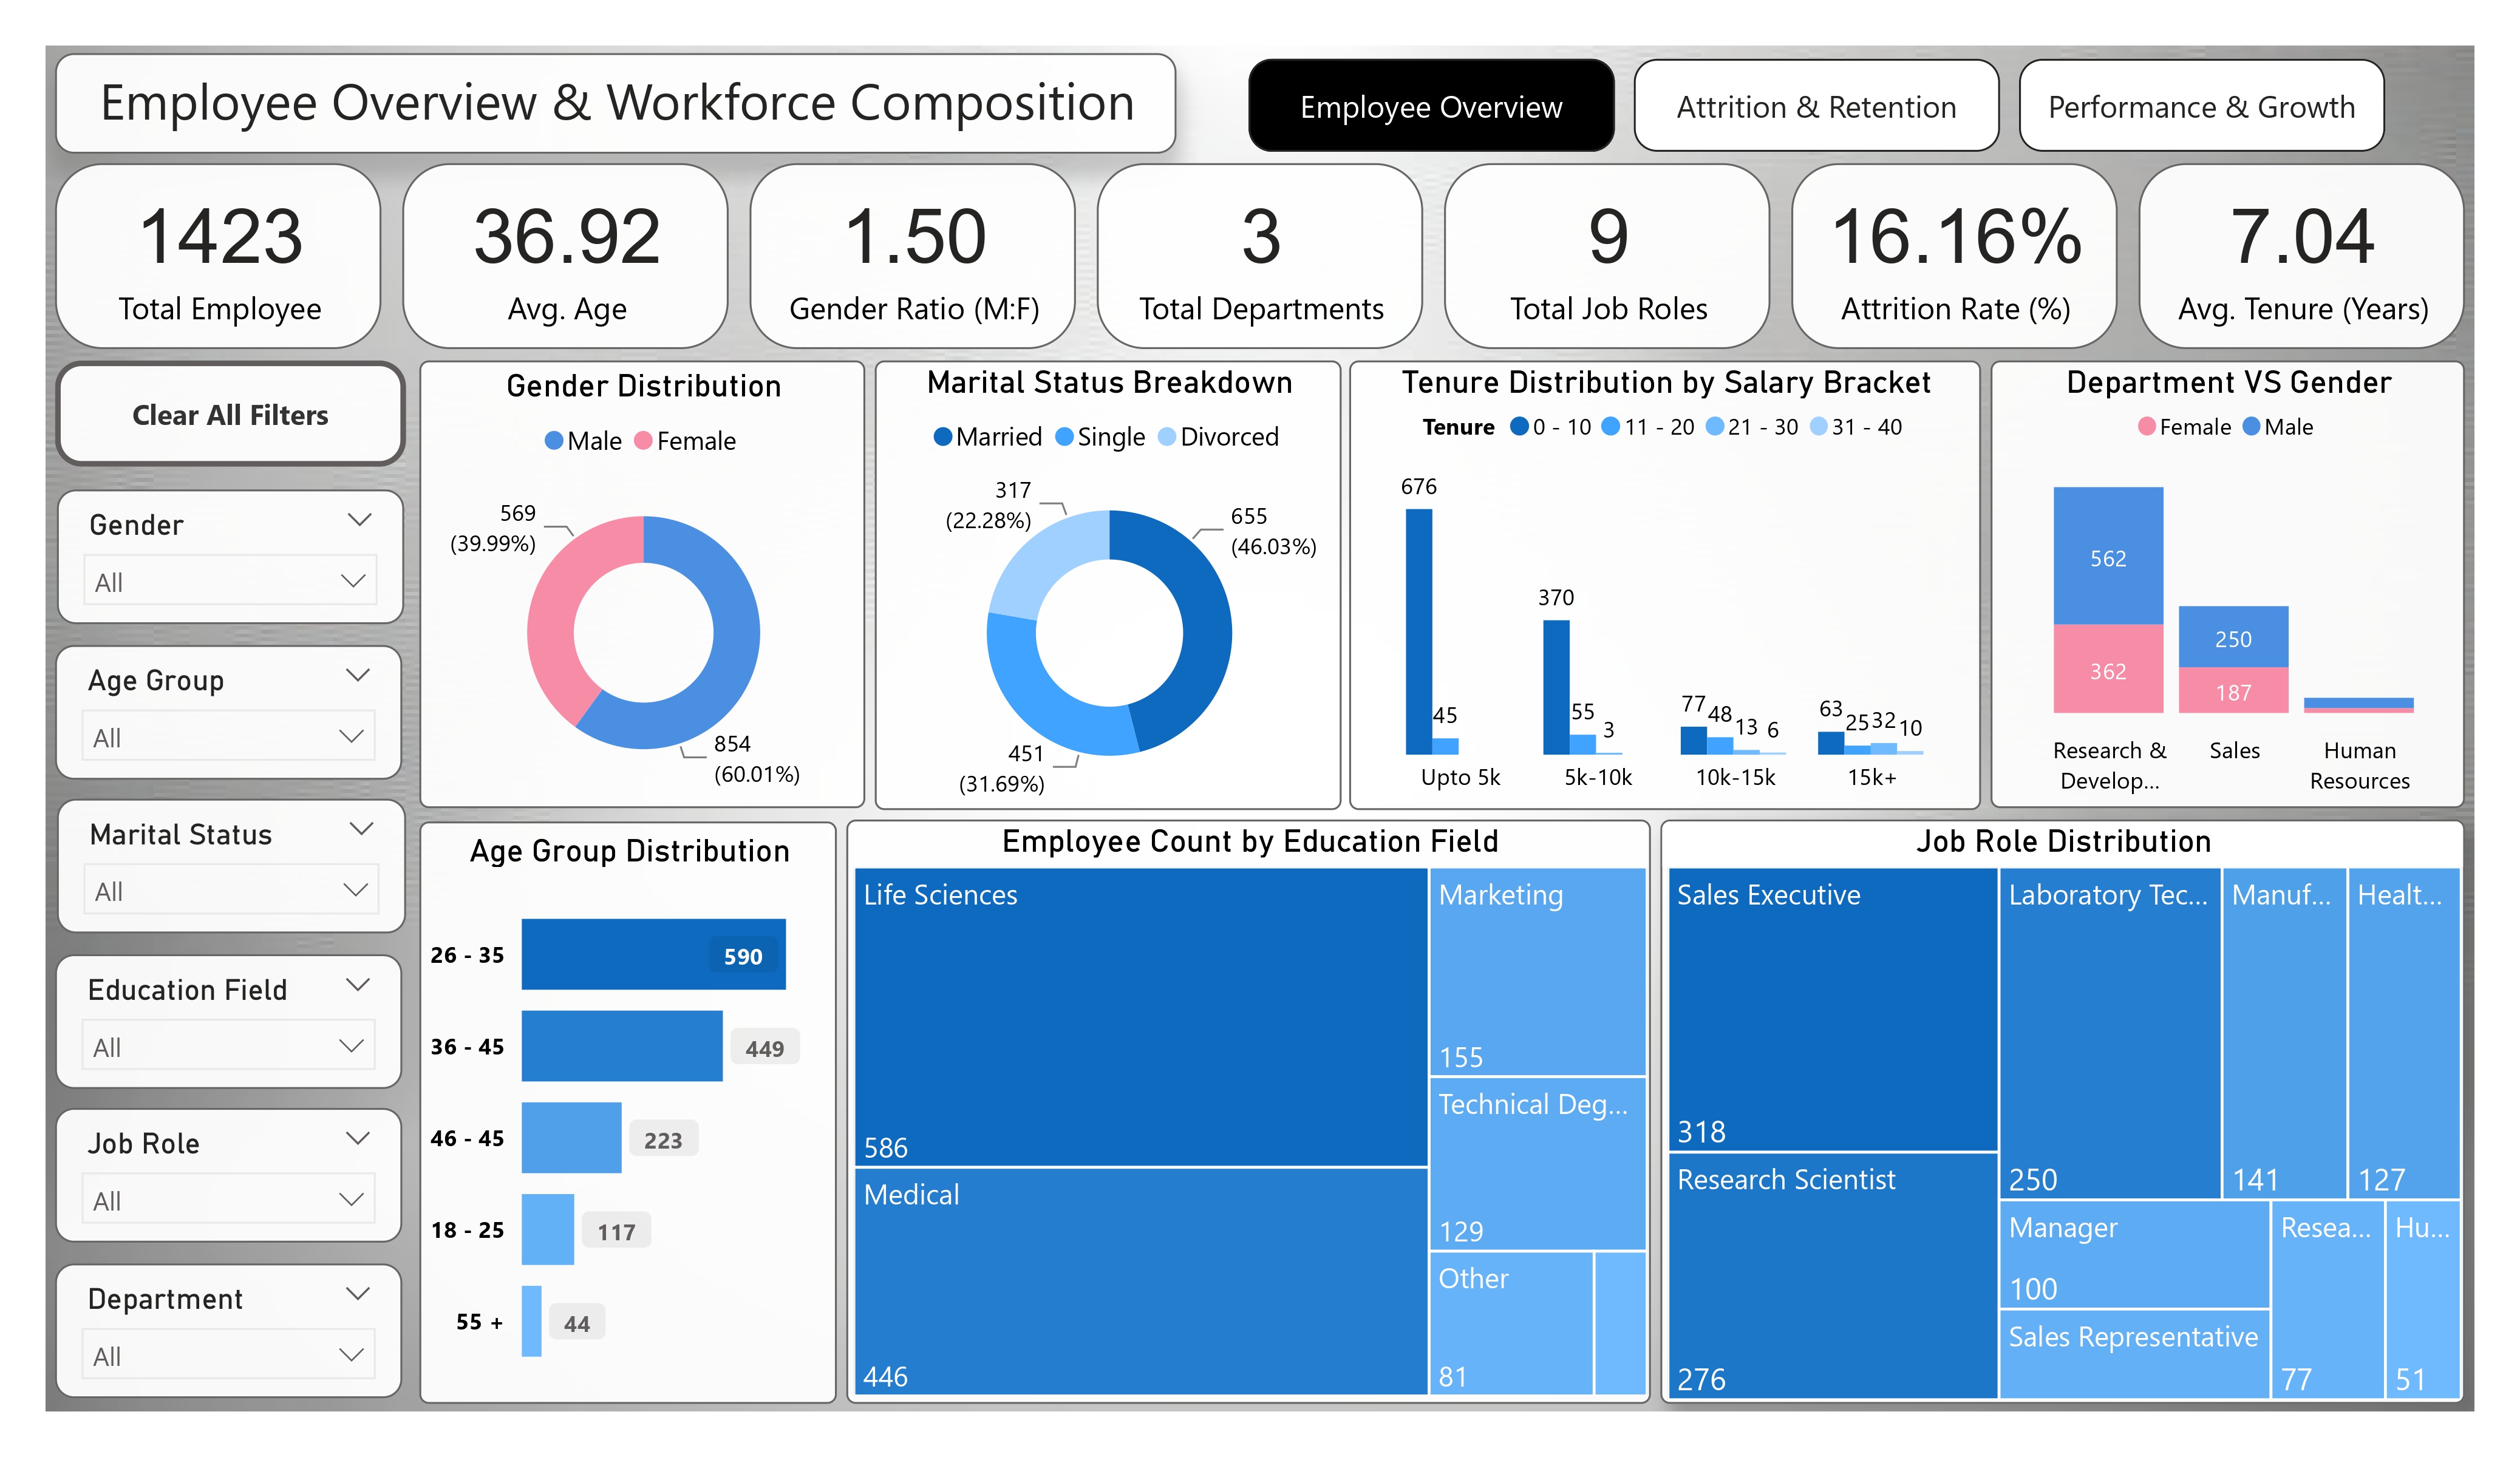 Employee Overview & Workforce Composition
Employee Overview
Attrition & Retention
Performance & Growth
1423
Total Employee
36.92
Avg. Age
1.50
Gender Ratio (M:F)
3
Total Departments
9
Total Job Roles
16.16%
Attrition Rate (%)
7.04
Avg. Tenure (Years)
Clear All Filters
Gender
All
Age Group
All
Marital Status
All
Education Field
All
Job Role
All
Department
All
Gender Distribution
Male Female
569
(39.99%)
854
(60.01%)
Marital Status Breakdown
Married Single Divorced
317
(22.28%)
655
(46.03%)
451
(31.69%)
Tenure Distribution by Salary Bracket
Tenure 0 - 10 11 - 20 21 - 30 31 - 40
676
45
370
55
3
77
48
13
6
63
25
32
10
Upto 5k 5k-10k 10k-15k 15k+
Department VS Gender
Female Male
562
362
250
187
Research &
Develop...
Sales
Human
Resources
Age Group Distribution
26 - 35 590
36 - 45 449
46 - 45 223
18 - 25 117
55 + 44
Employee Count by Education Field
Life Sciences
586
Medical
446
Marketing
155
Technical Deg...
129
Other
81
Job Role Distribution
Sales Executive
318
Research Scientist
276
Laboratory Tec...
250
Manuf...
141
Healt...
127
Manager
100
Sales Representative
Resea...
77
Hu...
51